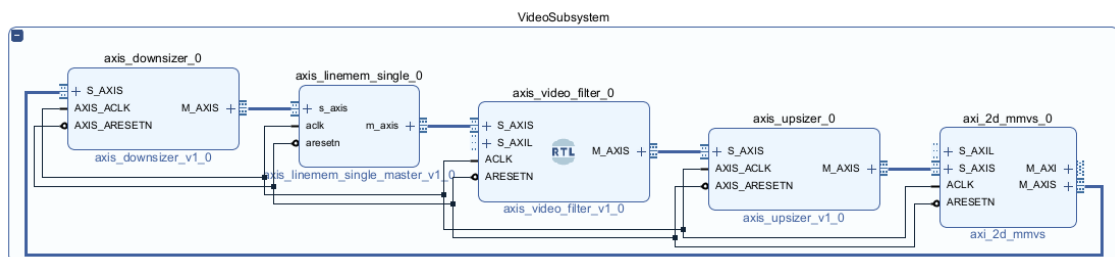 VideoSubsystem
axis_downsizer_0
S_AXIS
AXIS_ACLK
AXIS_ARESETN
M_AXIS
axis_downsizer_v1_0
axis_linemem_single_0
s_axis
aclk
aresetn
m_axis
axis_linemem_single_master_v1_0
axis_video_filter_0
S_AXIS
S_AXIL
ACLK
ARESETN
RTL
M_AXIS
axis_video_filter_v1_0
axis_upsizer_0
S_AXIS
AXIS_ACLK
AXIS_ARESETN
M_AXIS
axis_upsizer_v1_0
axi_2d_mmvs_0
S_AXIL
S_AXIS
ACLK
ARESETN
M_AXI
M_AXIS
axi_2d_mmvs